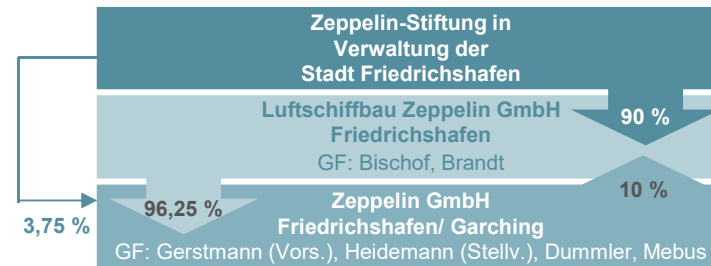 Zeppelin-Stiftung in
Verwaltung der
Stadt Friedrichshafen
Luftschiffbau Zeppelin GmbH
Friedrichshafen
GF: Bischof, Brandt
90 %
Zeppelin GmbH
Friedrichshafen/ Garching
GF: Gerstmann (Vors.), Heidemann (Stellv.), Dummler, Mebus
96,25 %
10 %
3,75 %